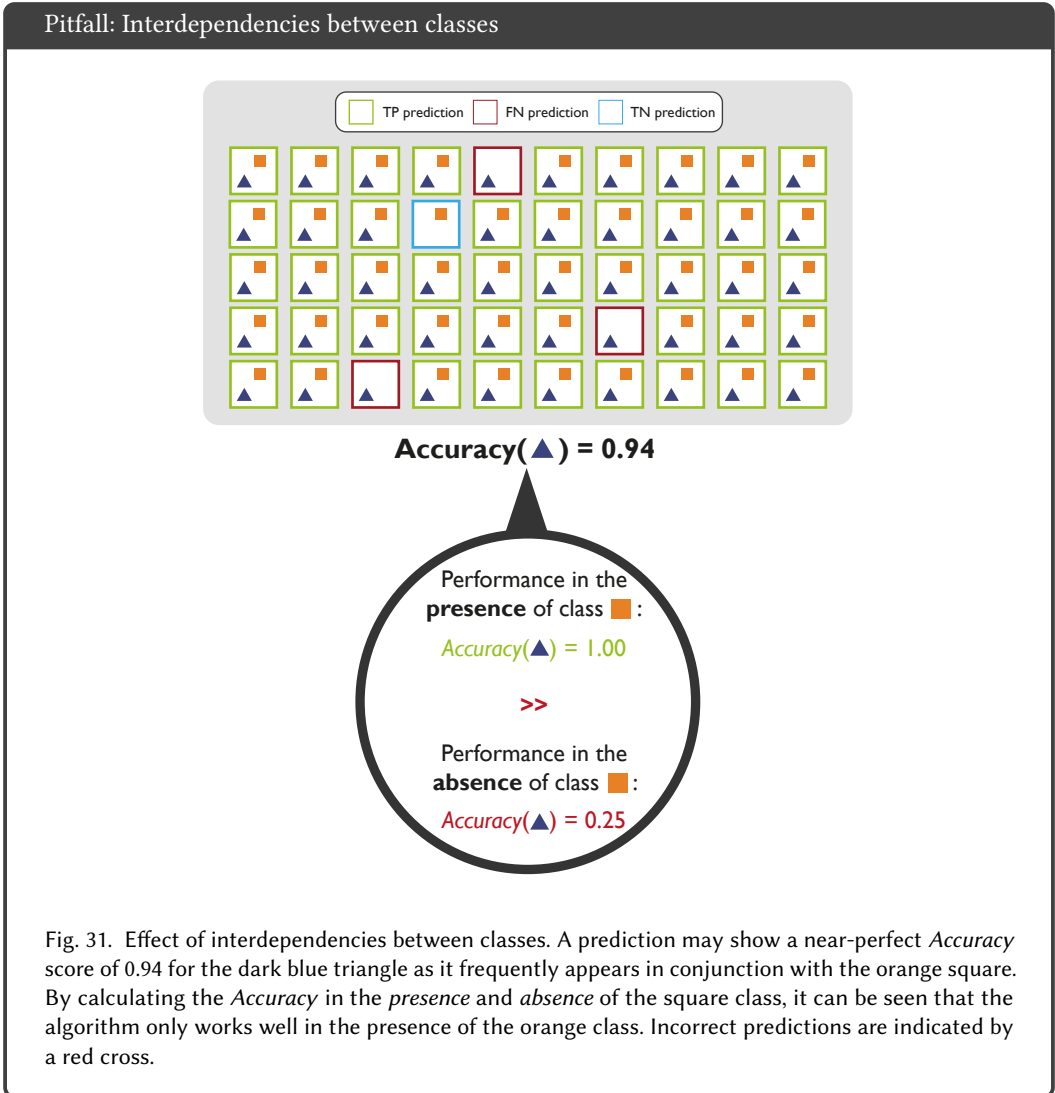 Pitfall: Interdependencies between classes
TP prediction FN prediction TN prediction
Accuracy( ) = 0.94
Performance in the
presence of class :
Accuracy( ) = 1.00
>>
Performance in the
absence of class :
Accuracy( ) = 0.25
Fig. 31. Effect of interdependencies between classes. A prediction may show a near-perfect Accuracy
score of 0.94 for the dark blue triangle as it frequently appears in conjunction with the orange square.
By calculating the Accuracy in the presence and absence of the square class, it can be seen that the
algorithm only works well in the presence of the orange class. Incorrect predictions are indicated by
a red cross.